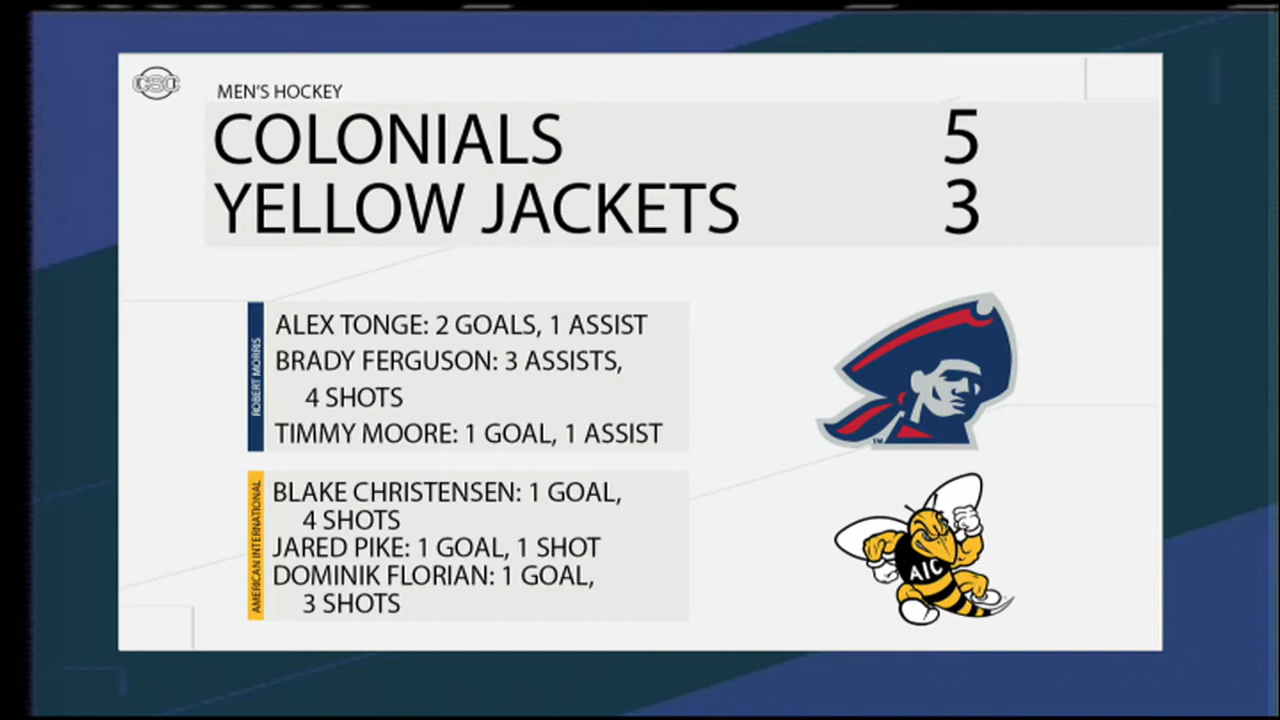 CSC
MEN'S HOCKEY
COLONIALS 5
YELLOW JACKETS 3
ROBERT MORRIS
ALEX TONGE: 2 GOALS, 1 ASSIST
BRADY FERGUSON: 3 ASSISTS,
4 SHOTS
TIMMY MOORE: 1 GOAL, 1 ASSIST
TM
AMERICAN INTERNATIONAL
BLAKE CHRISTENSEN: 1 GOAL,
4 SHOTS
JARED PIKE: 1 GOAL, 1 SHOT
DOMINIK FLORIAN: 1 GOAL,
3 SHOTS
AIC